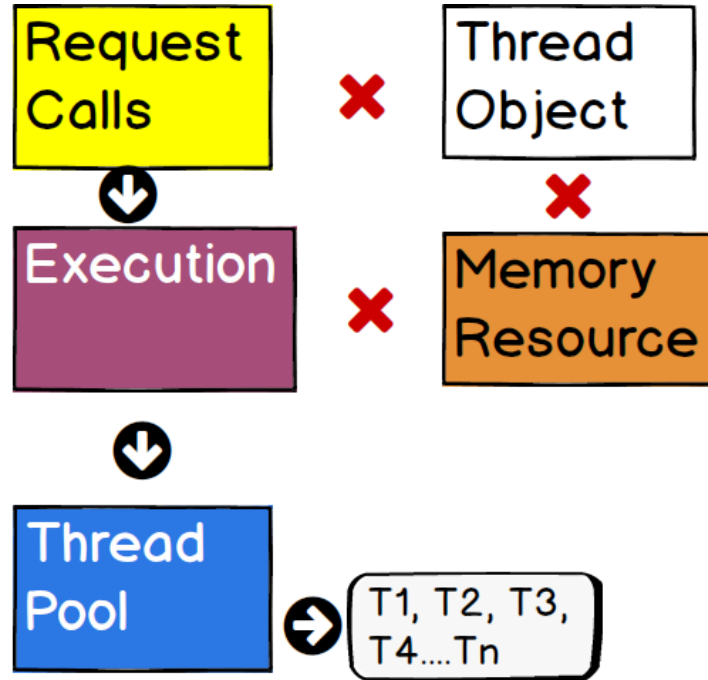 Request
Calls
Thread
Object
Execution
Memory
Resource
Thread
Pool
T1, T2, T3,
T4....Tn